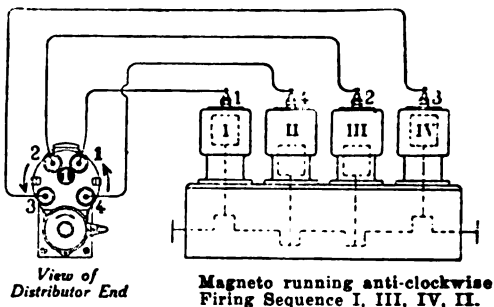 1 4 2 3
I II III IV
2 1
1
3 4
View of
Distributor End
Magneto running anti-clockwise
Firing Sequence I, III, IV, II.